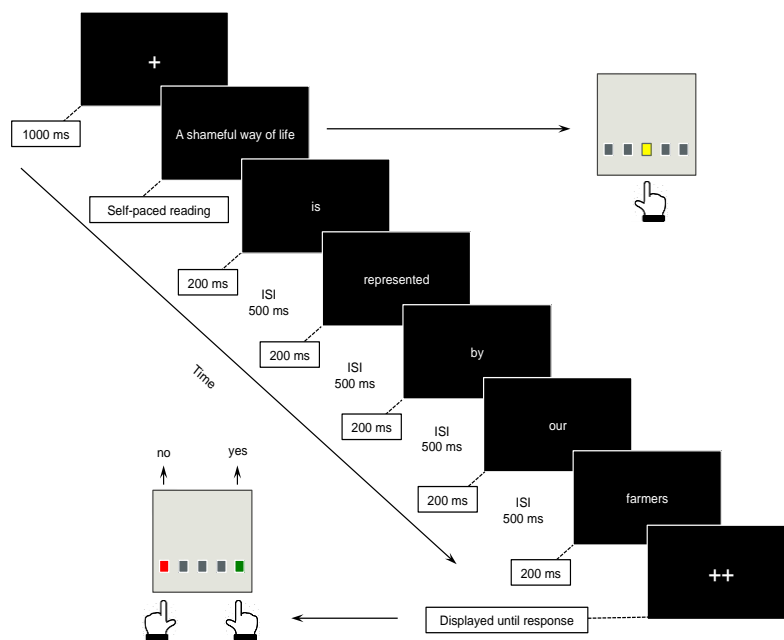 +
1000 ms
A shameful way of life
Self-paced reading
is
200 ms
ISI
500 ms
represented
200 ms
ISI
500 ms
by
200 ms
ISI
500 ms
our
200 ms
ISI
500 ms
farmers
200 ms
++
Displayed until response
Time
no
yes